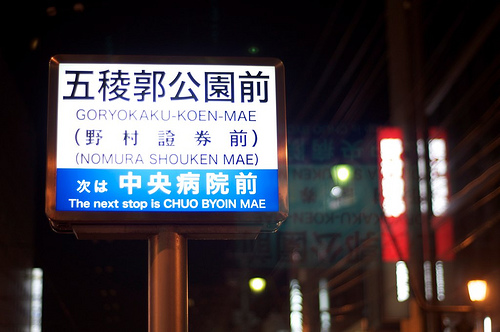 五稜郭公園前
GORYOKAKU-KOEN-MAE
(野村證券前)
(NOMURA SHOUKEN MAE)
次は 中央病院前
The next stop is CHUO BYOIN MAE